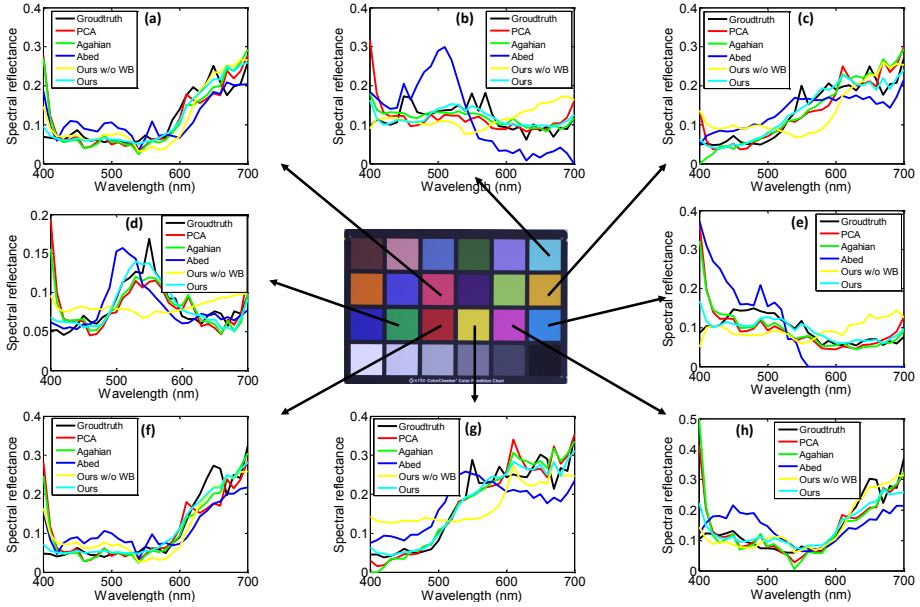 (a)
Groudtruth
PCA
Agahian
Abed
Ours w/o WB
Ours
Spectral reflectance
0.4
0.3
0.2
0.1
0
400 500 600 700
Wavelength (nm)
(b)
Groudtruth
PCA
Agahian
Abed
Ours w/o WB
Ours
Spectral reflectance
0.4
0.3
0.2
0.1
0
400 500 600 700
Wavelength (nm)
(c)
Groudtruth
PCA
Agahian
Abed
Ours w/o WB
Ours
Spectral reflectance
0.4
0.3
0.2
0.1
0
400 500 600 700
Wavelength (nm)
(d)
Groudtruth
PCA
Agahian
Abed
Ours w/o WB
Ours
Spectral reflectance
0.2
0.15
0.1
0.05
0
400 500 600 700
Wavelength (nm)
x-rite ColorChecker Color Rendition Chart
(e)
Groudtruth
PCA
Agahian
Abed
Ours w/o WB
Ours
Spectral reflectance
0.4
0.3
0.2
0.1
0
400 500 600 700
Wavelength (nm)
(f)
Groudtruth
PCA
Agahian
Abed
Ours w/o WB
Ours
Spectral reflectance
0.4
0.3
0.2
0.1
0
400 500 600 700
Wavelength (nm)
(g)
Groudtruth
PCA
Agahian
Abed
Ours w/o WB
Ours
Spectral reflectance
0.4
0.3
0.2
0.1
0
400 500 600 700
Wavelength (nm)
(h)
Groudtruth
PCA
Agahian
Abed
Ours w/o WB
Ours
Spectral reflectance
0.5
0.4
0.3
0.2
0.1
0
400 500 600 700
Wavelength (nm)